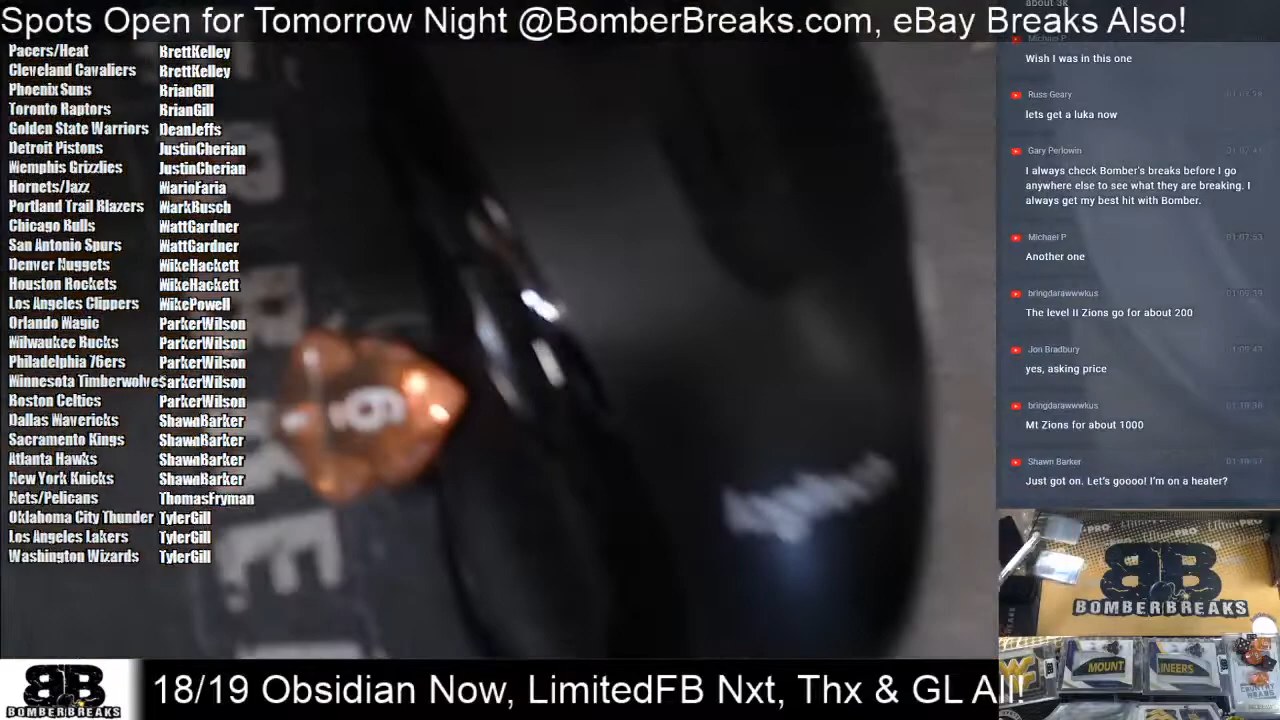 Spots Open for Tomorrow Night @BomberBreaks.com, eBay Breaks Also!
Pacers/Heat BrettKelley
Cleveland Cavaliers BrettKelley
Phoenix Suns BrianGill
Toronto Raptors BrianGill
Golden State Warriors DeanJeffs
Detroit Pistons JustinCherian
Memphis Grizzlies JustinCherian
Hornets/Jazz MarioFaria
Portland Trail Blazers MarkBusch
Chicago Bulls MattGardner
San Antonio Spurs MattGardner
Denver Nuggets MikeHackett
Houston Rockets MikeHackett
Los Angeles Clippers MikePowell
Orlando Magic ParkerWilson
Milwaukee Bucks ParkerWilson
Philadelphia 76ers ParkerWilson
Minnesota Timberwolves ParkerWilson
Boston Celtics ParkerWilson
Dallas Mavericks ShawnBarker
Sacramento Kings ShawnBarker
Atlanta Hawks ShawnBarker
New York Knicks ShawnBarker
Nets/Pelicans ThomasFryman
Oklahoma City Thunder TylerGill
Los Angeles Lakers TylerGill
Washington Wizards TylerGill
9
about 3k
Michael P
Wish I was in this one
Russ Geary
lets get a luka now
Gary Perlowin
I always check Bomber's breaks before I go
anywhere else to see what they are breaking. I
always get my best hit with Bomber.
Michael P
Another one
bringdarawwwkus
The level II Zions go for about 200
Jon Bradbury
yes, asking price
bringdarawwwkus
Mt Zions for about 1000
Shawn Barker
Just got on. Let's goooo! I'm on a heater?
BOMBERBREAKS
MOUNT
INEERS
BOMBERBREAKS
18/19 Obsidian Now, LimitedFB Nxt, Thx & GL All!